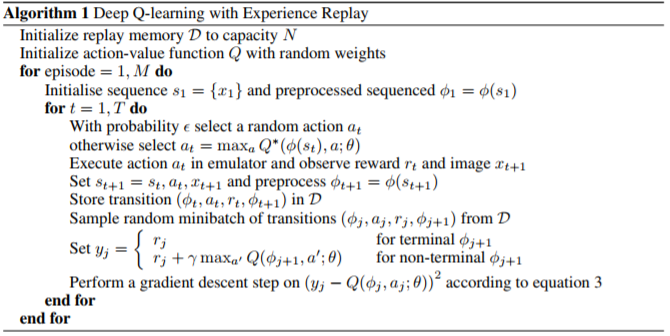 Algorithm 1 Deep Q-learning with Experience Replay
Initialize replay memory 𝒟 to capacity N
Initialize action-value function Q with random weights
for episode = 1, M do
Initialise sequence s₁ = {x₁} and preprocessed sequenced ϕ₁ = ϕ(s₁)
for t = 1, T do
With probability ϵ select a random action aₜ
otherwise select aₜ = maxₐ Q*(ϕ(sₜ), a; θ)
Execute action aₜ in emulator and observe reward rₜ and image xₜ₊₁
Set sₜ₊₁ = sₜ, aₜ, xₜ₊₁ and preprocess ϕₜ₊₁ = ϕ(sₜ₊₁)
Store transition (ϕₜ, aₜ, rₜ, ϕₜ₊₁) in 𝒟
Sample random minibatch of transitions (ϕⱼ, aⱼ, rⱼ, ϕⱼ₊₁) from 𝒟
Set yⱼ = { rⱼ for terminal ϕⱼ₊₁
rⱼ + γ maxₐ′ Q(ϕⱼ₊₁, a′; θ) for non-terminal ϕⱼ₊₁
Perform a gradient descent step on (yⱼ − Q(ϕⱼ, aⱼ; θ))² according to equation 3
end for
end for